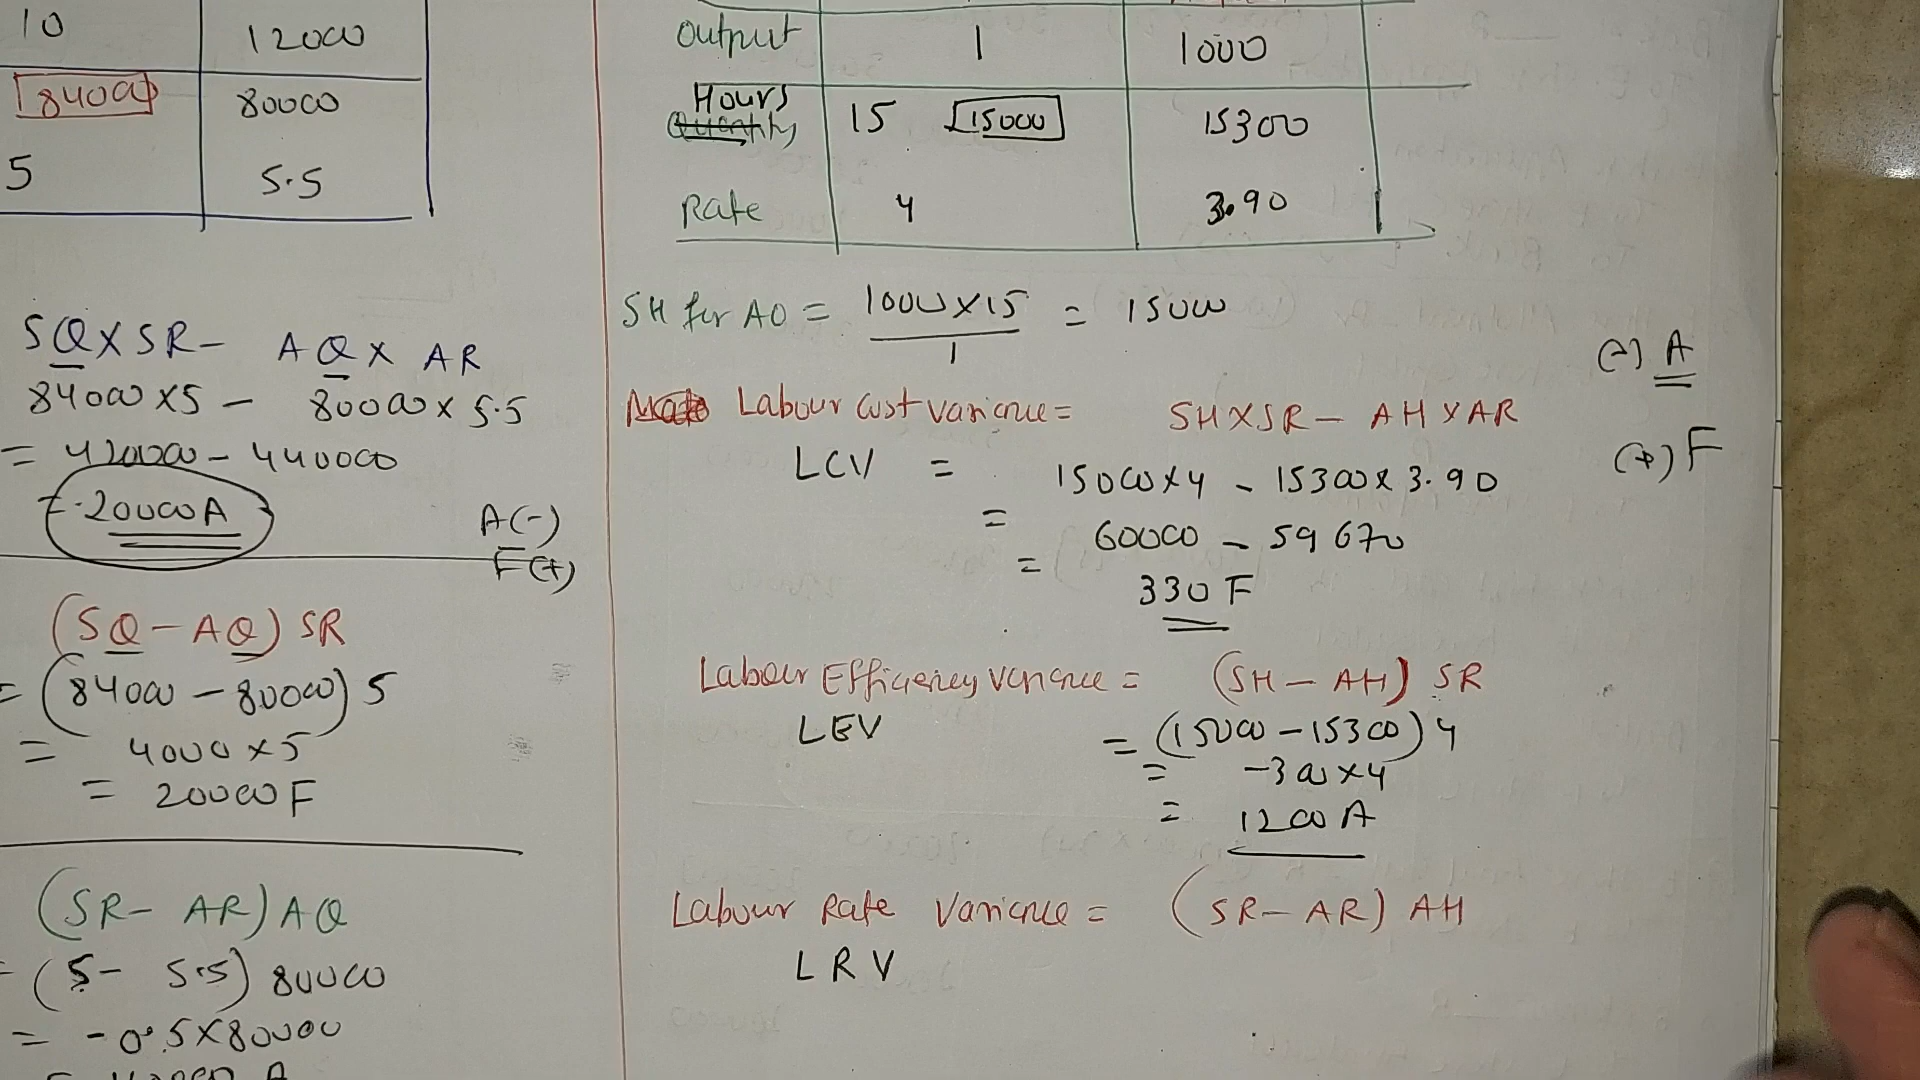 10 12000
84000 80000
5 5.5
SQ X SR - AQ X AR
84000 X 5 - 80000 X 5.5
= 420000 - 440000
= -20000 A
A(-)
F(+)
(SQ - AQ) SR
= (84000 - 80000) 5
= 4000 X 5
= 20000 F
(SR - AR) AQ
= (5 - 5.5) 80000
= -0.5 X 80000
= 40000 A
Output 1 1000
Hours
Quantity 15 15000 15300
Rate 4 3.90
SH for AO = 1000 X 15 = 15000
1
Labour Cost Variance = SH X SR - AH X AR
LCV = 15000 X 4 - 15300 X 3.90
= 60000 - 59670
= 330 F
(-) A
(+) F
Labour Efficiency Variance = (SH - AH) SR
LEV = (15000 - 15300) 4
= -300 X 4
= 1200 A
Labour Rate Variance = (SR - AR) AH
LRV